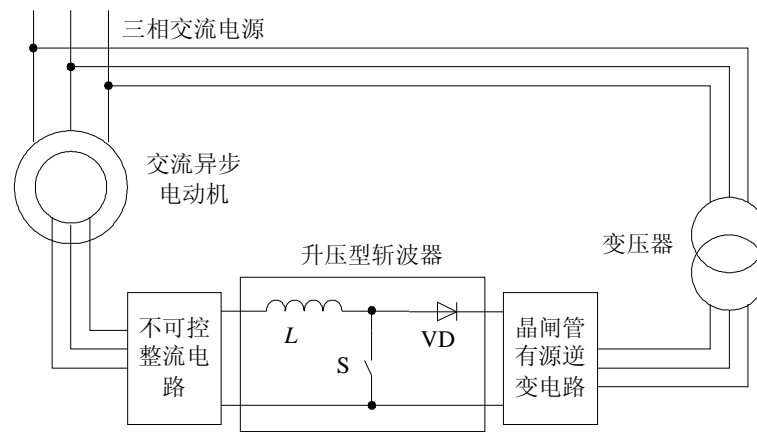 三相交流电源
交流异步
电动机
变压器
升压型斩波器
不可控
整流电
路
L
S
VD
晶闸管
有源逆
变电路